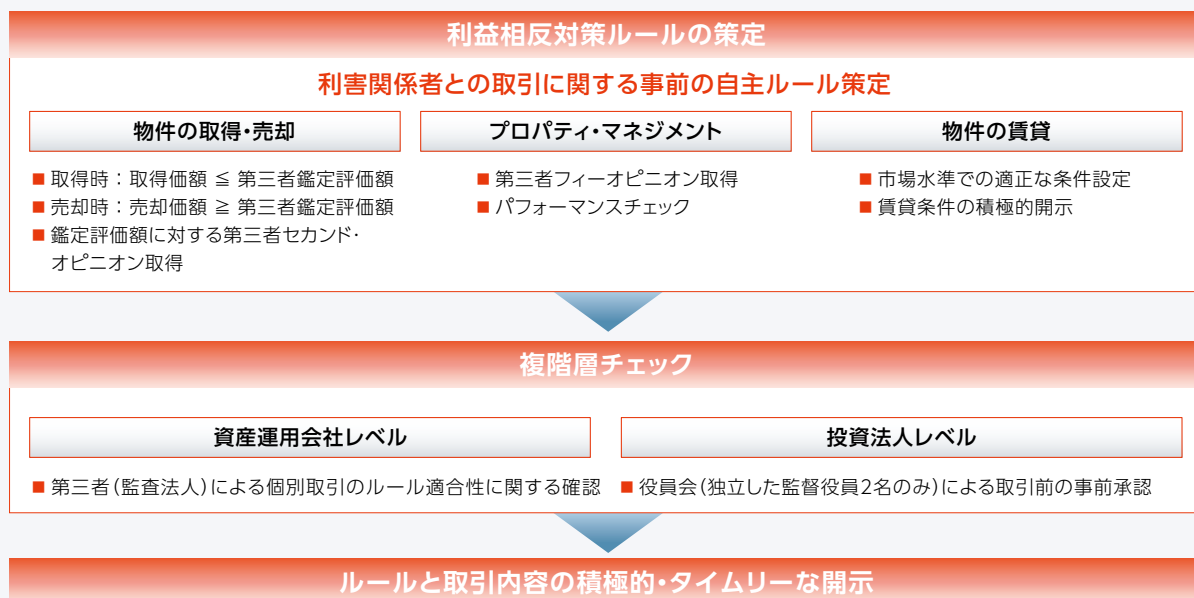 利益相反対策ルールの策定
利害関係者との取引に関する事前の自主ルール策定
物件の取得・売却
■ 取得時：取得価額 ≦ 第三者鑑定評価額
■ 売却時：売却価額 ≧ 第三者鑑定評価額
■ 鑑定評価額に対する第三者セカンド・
オピニオン取得
プロパティ・マネジメント
■ 第三者フィーオピニオン取得
■ パフォーマンスチェック
物件の賃貸
■ 市場水準での適正な条件設定
■ 賃貸条件の積極的開示
複階層チェック
資産運用会社レベル
■ 第三者(監査法人)による個別取引のルール適合性に関する確認
投資法人レベル
■ 役員会(独立した監督役員2名のみ)による取引前の事前承認
ルールと取引内容の積極的・タイムリーな開示